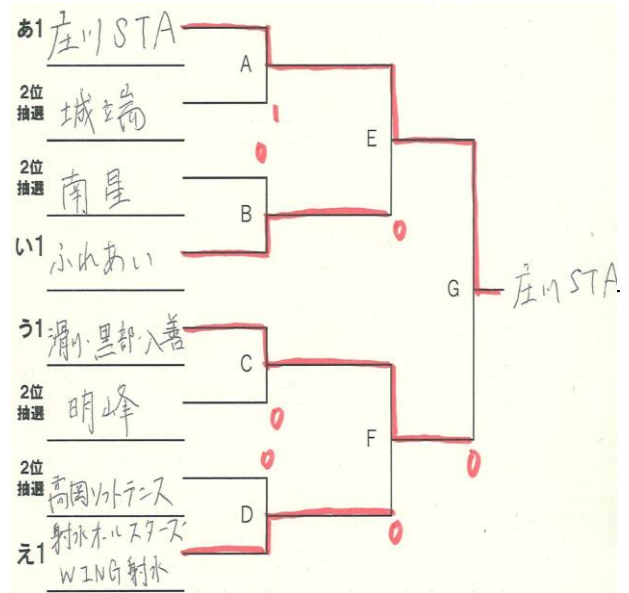 あ1 庄川STA
A
2位
抽選 城端
1
0
E
2位
抽選 南星
B
0
い1 ふれあい
G 庄川STA
う1 滑川・黒部・入善
C
2位
抽選 明峰
0
0
F
0
2位
抽選 高岡ソフトテニス
D
0
え1 射水オールスターズ
WING射水